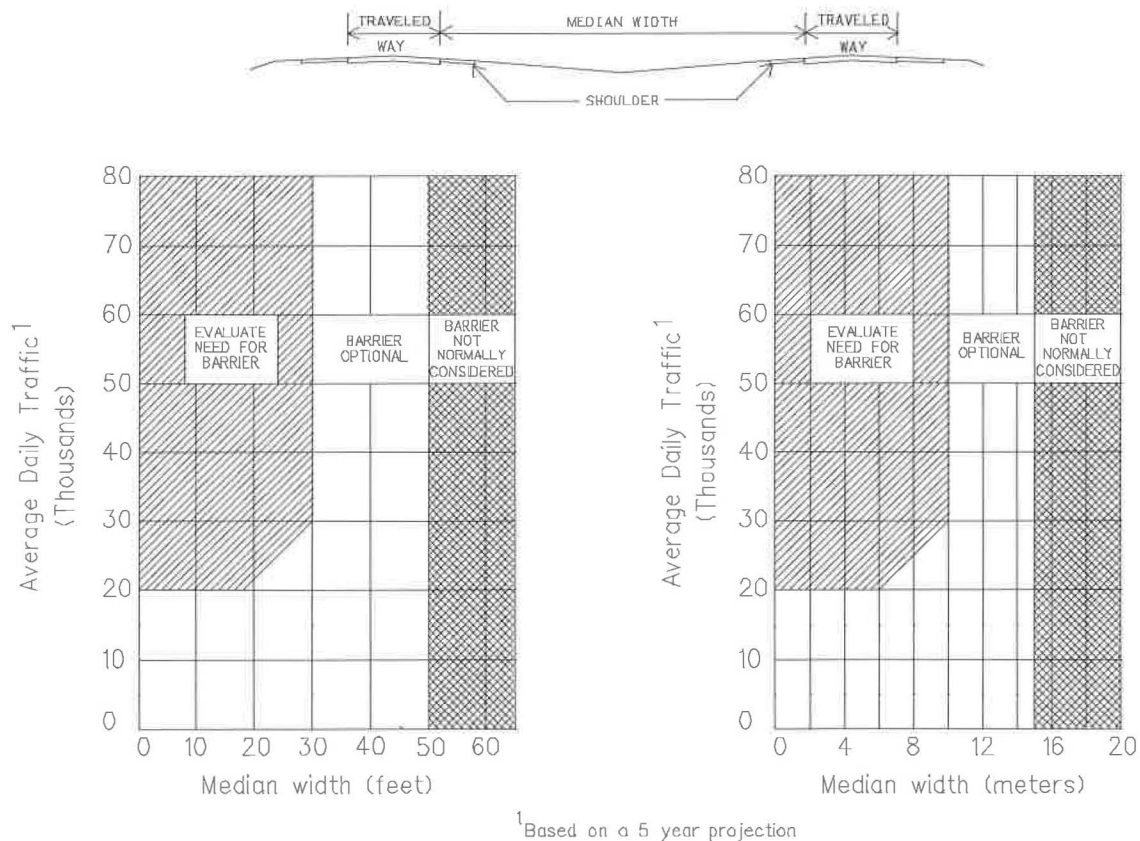 TRAVELED
WAY
MEDIAN WIDTH
TRAVELED
WAY
SHOULDER
Average Daily Traffic¹
(Thousands)
80
70
60
50
40
30
20
10
0
EVALUATE
NEED FOR
BARRIER
BARRIER
OPTIONAL
BARRIER
NOT
NORMALLY
CONSIDERED
0 10 20 30 40 50 60
Median width (feet)
Average Daily Traffic¹
(Thousands)
80
70
60
50
40
30
20
10
0
EVALUATE
NEED FOR
BARRIER
BARRIER
OPTIONAL
BARRIER
NOT
NORMALLY
CONSIDERED
0 4 8 12 16 20
Median width (meters)
¹Based on a 5 year projection